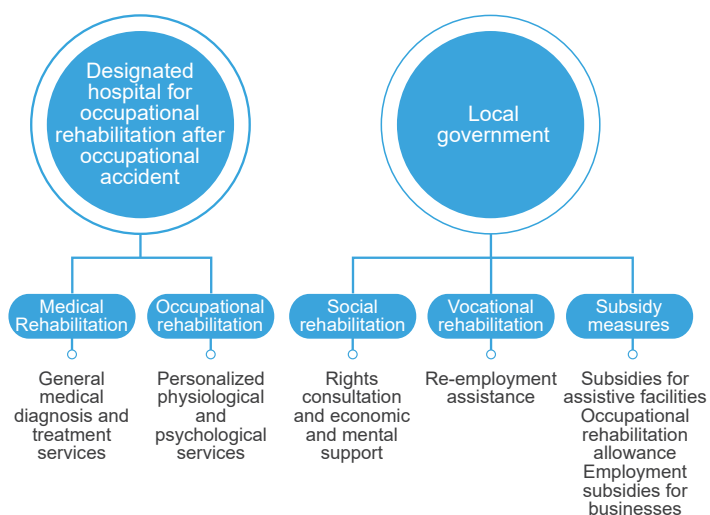 Designated
hospital for
occupational
rehabilitation after
occupational
accident
Local
government
Medical
Rehabilitation
Occupational
rehabilitation
Social
rehabilitation
Vocational
rehabilitation
Subsidy
measures
General
medical
diagnosis and
treatment
services
Personalized
physiological
and
psychological
services
Rights
consultation
and economic
and mental
support
Re-employment
assistance
Subsidies for
assistive facilities
Occupational
rehabilitation
allowance
Employment
subsidies for
businesses